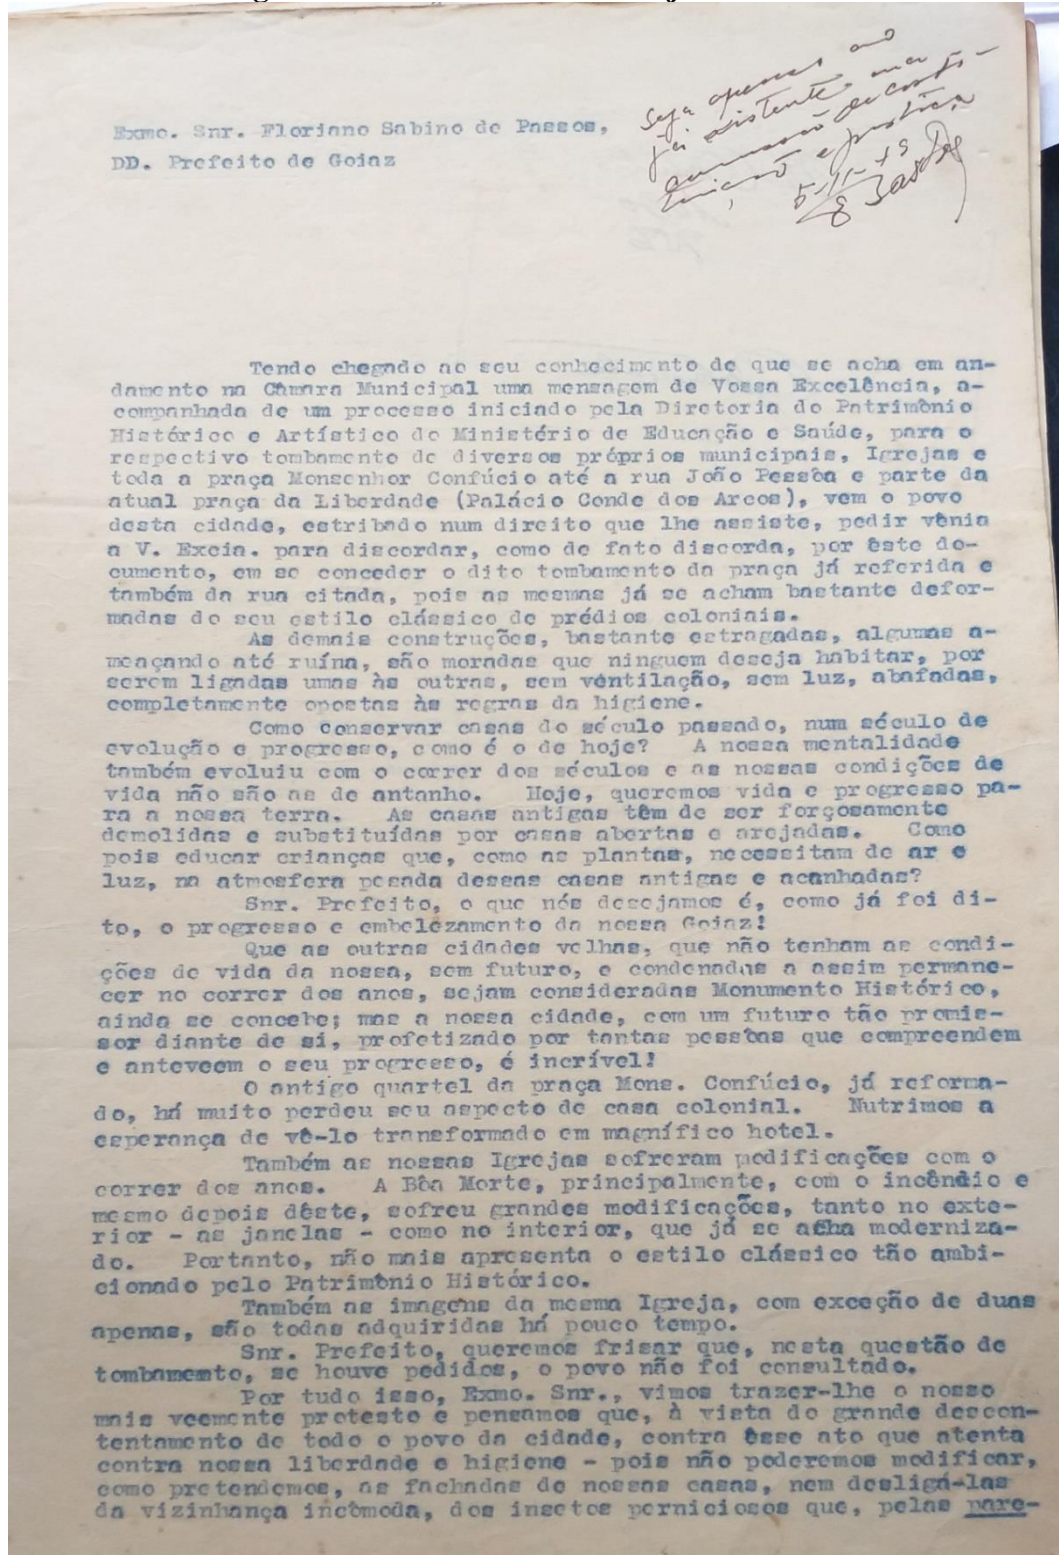 Exmo. Snr. Floriano Sabino de Passos,
DD. Prefeito de Goiaz
Seja apenas ao
5-11-49
Tendo chegado ao seu conhecimento de que se acha em an-
damento na Câmara Municipal uma mensagem de Vossa Excelência, a-
companhada de um processo iniciado pela Diretoria do Patrimônio
Histórico e Artístico do Ministério de Educação e Saúde, para o
respectivo tombamento de diversos próprios municipais, Igrejas e
toda a praça Monsenhor Confúcio até a rua João Pessôa e parte da
atual praça da Liberdade (Palácio Conde dos Arcos), vem o povo
desta cidade, estribado num direito que lhe assiste, pedir vênia
a V. Excia. para discordar, como de fato discorda, por êste do-
cumento, em se conceder o dito tombamento da praça já referida e
também da rua citada, pois as mesmas já se acham bastante defor-
madas do seu estilo clássico de prédios coloniais.
As demais construções, bastante estragadas, algumas a-
meaçando até ruína, são moradas que ninguem deseja habitar, por
serem ligadas umas às outras, sem ventilação, sem luz, abafadas,
completamente opostas às regras da higiene.
Como conservar casas do século passado, num século de
evolução e progresso, como é o de hoje? A nossa mentalidade
também evoluiu com o correr dos séculos e as nossas condições de
vida não são as de antanho. Hoje, queremos vida e progresso pa-
ra a nossa terra. As casas antigas têm de ser forçosamente
demolidas e substituídas por casas abertas e arejadas. Como
pois educar crianças que, como as plantas, necessitam de ar e
luz, na atmosfera pesada dessas casas antigas e acanhadas?
Snr. Prefeito, o que nós desejamos é, como já foi di-
to, o progresso e embelezamento da nossa Goiaz!
Que as outras cidades velhas, que não tenham as condi-
ções de vida da nossa, sem futuro, e condenadas a assim permane-
cer no correr dos anos, sejam consideradas Monumento Histórico,
ainda se concebe; mas a nossa cidade, com um futuro tão promis-
sor diante de si, profetizado por tantas pessôas que compreendem
e anteveem o seu progresso, é incrível!
O antigo quartel da praça Mons. Confúcio, já reforma-
do, há muito perdeu seu aspecto de casa colonial. Nutrimos a
esperança de vê-lo transformado em magnífico hotel.
Também as nossas Igrejas sofreram modificações com o
correr dos anos. A Bôa Morte, principalmente, com o incêndio e
mesmo depois dêste, sofreu grandes modificações, tanto no exte-
rior - as janelas - como no interior, que já se acha moderniza-
do. Portanto, não mais apresenta o estilo clássico tão ambi-
cionado pelo Patrimônio Histórico.
Também as imagens da mesma Igreja, com exceção de duas
apenas, são todas adquiridas há pouco tempo.
Snr. Prefeito, queremos frisar que, nesta questão de
tombamento, se houve pedidos, o povo não foi consultado.
Por tudo isso, Exmo. Snr., vimos trazer-lhe o nosso
mais veemente protesto e pensamos que, à vista do grande descon-
tentamento de todo o povo da cidade, contra êsse ato que atenta
contra nossa liberdade e higiene - pois não poderemos modificar,
como pretendemos, as fachadas de nossas casas, nem desligá-las
da vizinhança incômoda, dos insetos perniciosos que, pelas pare-